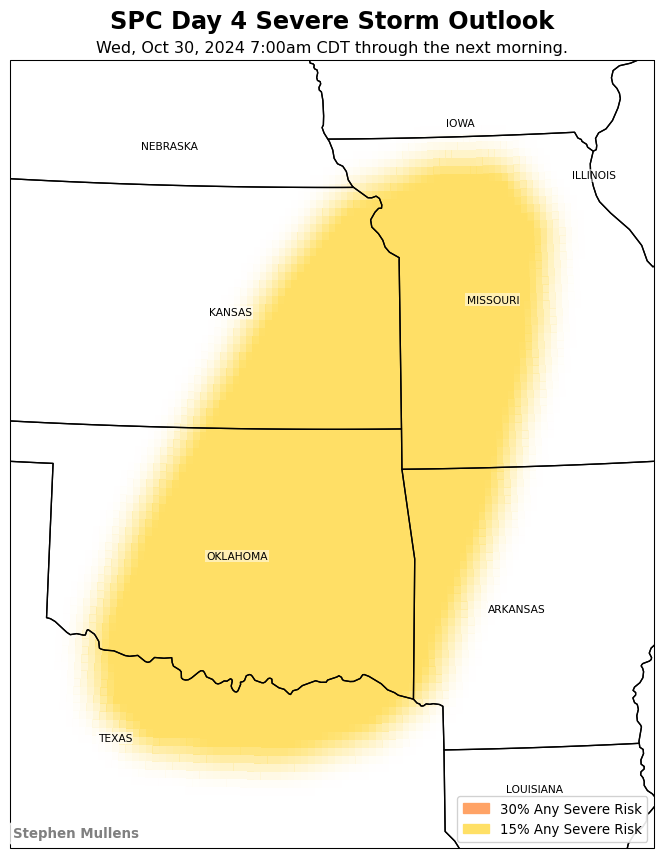 SPC Day 4 Severe Storm Outlook
Wed, Oct 30, 2024 7:00am CDT through the next morning.
IOWA
NEBRASKA
ILLINOIS
MISSOURI
KANSAS
OKLAHOMA
ARKANSAS
TEXAS
LOUISIANA
30% Any Severe Risk
15% Any Severe Risk
Stephen Mullens